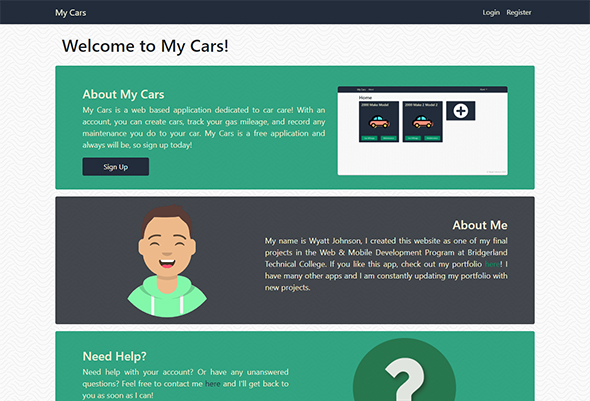 My Cars
Login Register
Welcome to My Cars!
About My Cars
My Cars is a web based application dedicated to car care! With an
account, you can create cars, track your gas mileage, and record any
maintenance you do to your car. My Cars is a free application and
always will be, so sign up today!
Sign Up
Home
2009 Make Model
2009 Make 2 Model 2
About Me
My name is Wyatt Johnson, I created this website as one of my final
projects in the Web & Mobile Development Program at Bridgerland
Technical College. If you like this app, check out my portfolio here! I
have many other apps and I am constantly updating my portfolio with
new projects.
Need Help?
Need help with your account? Or have any unanswered
questions? Feel free to contact me here and I'll get back to
you as soon as I can!
?